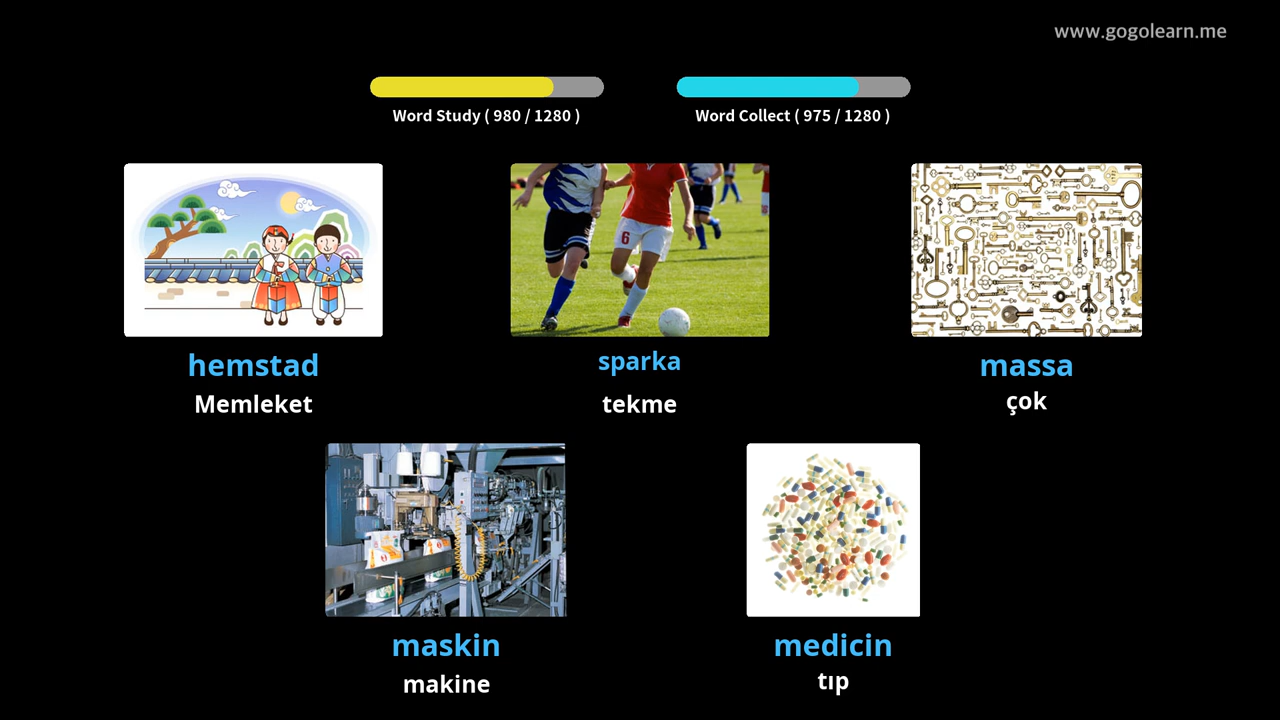 www.gogolearn.me
Word Study ( 980 / 1280 )
Word Collect ( 975 / 1280 )
hemstad
Memleket
sparka
tekme
massa
çok
maskin
makine
medicin
tıp
6